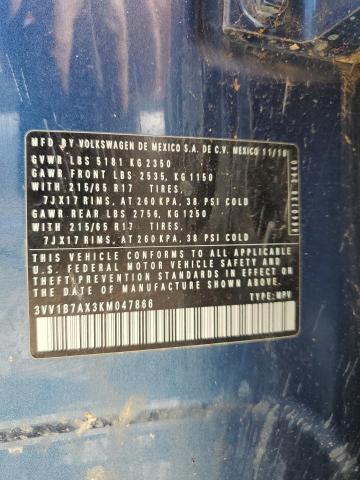 MFD. BY VOLKSWAGEN DE MEXICO S.A. DE C.V. MEXICO 11/18
GVWR LBS 5181 KG 2350
GAWR FRONT LBS 2535, KG 1150
WITH 215/65 R17 TIRES,
7JX17 RIMS, AT 260 KPA, 38 PSI COLD
GAWR REAR LBS 2756, KG 1250
WITH 215/65 R17 TIRES,
7JX17 RIMS, AT 260 KPA, 38 PSI COLD
THIS VEHICLE CONFORMS TO ALL APPLICABLE
U.S. FEDERAL MOTOR VEHICLE SAFETY AND
THEFT PREVENTION STANDARDS IN EFFECT ON
THE DATE OF MANUFACTURE SHOWN ABOVE.
3VV1B7AX3KM047866 TYPE: MPV